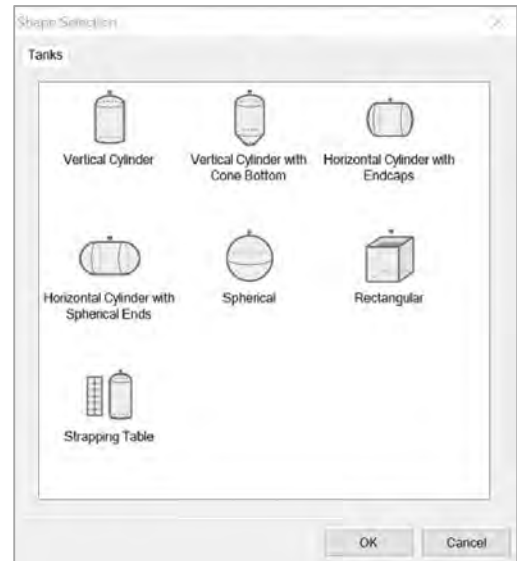 Shape Selection
Tanks
Vertical Cylinder
Vertical Cylinder with
Cone Bottom
Horizontal Cylinder with
Endcaps
Horizontal Cylinder with
Spherical Ends
Spherical
Rectangular
Strapping Table
OK
Cancel